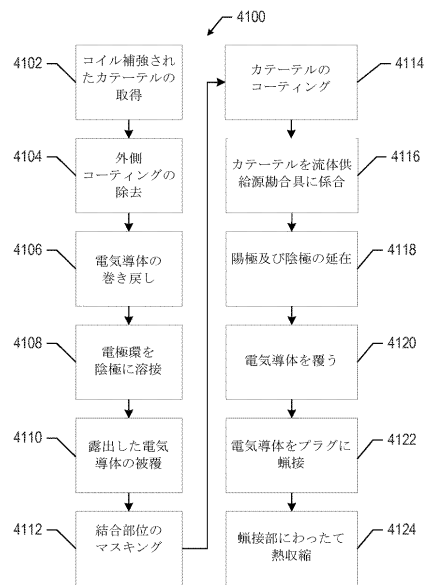 4100
4102
コイル補強され
たカテーテルの
取得
4104
外側
コーティングの
除去
4106
電気導体の
巻き戻し
4108
電極環を
陰極に溶接
4110
露出した電気
導体の被覆
4112
結合部位の
マスキング
4114
カテーテルの
コーティング
4116
カテーテルを流体供
給源勘合具に係合
4118
陽極及び陰極の延在
4120
電気導体を覆う
4122
電気導体をプラグに
蝋接
4124
蝋接部にわったて
熱収縮